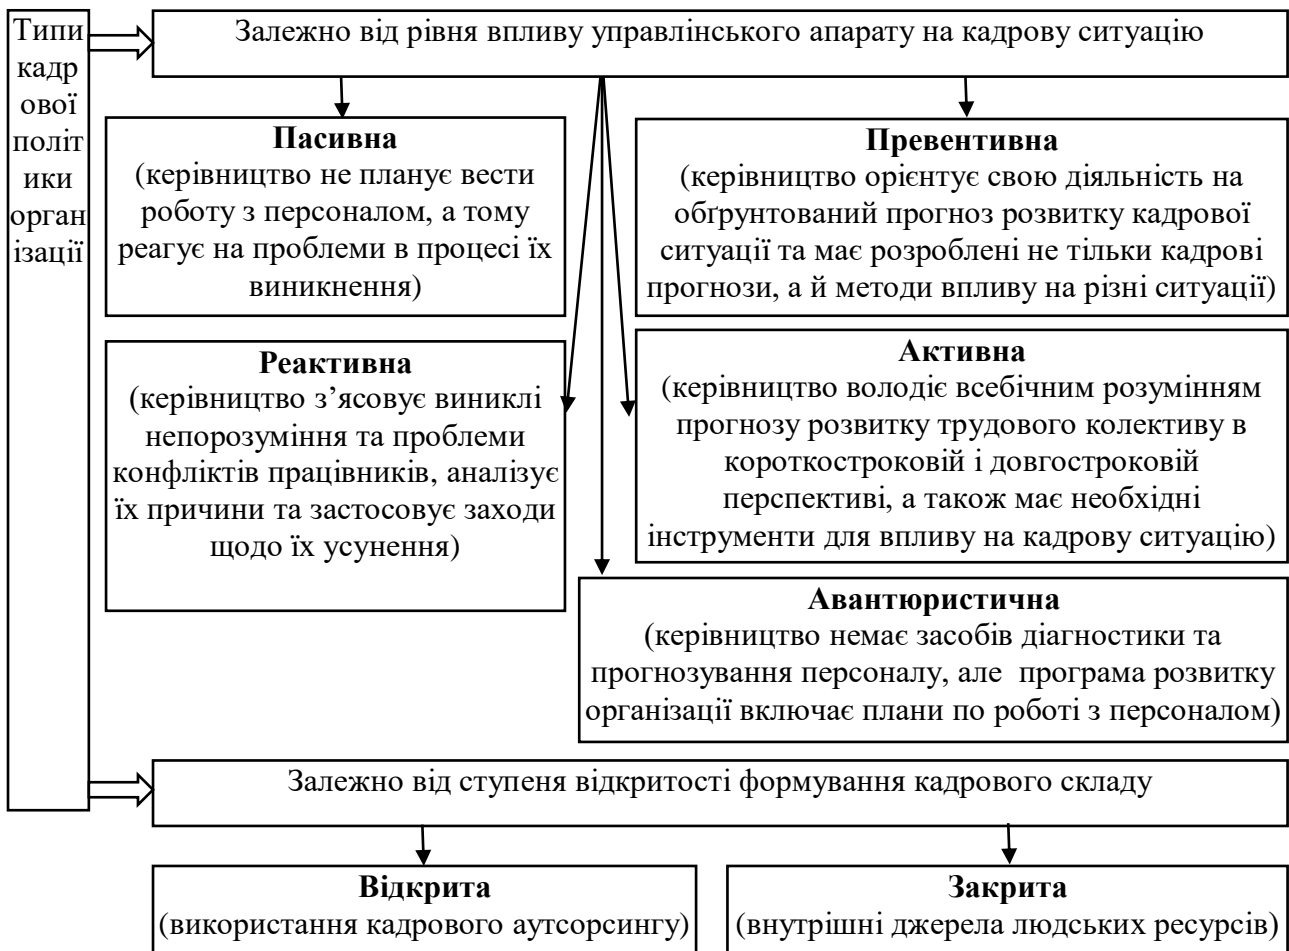 Типи
кадр
ової
політ
ики
орган
ізації
Залежно від рівня впливу управлінського апарату на кадрову ситуацію
Пасивна
(керівництво не планує вести
роботу з персоналом, а тому
реагує на проблеми в процесі їх
виникнення)
Превентивна
(керівництво орієнтує свою діяльність на
обґрунтований прогноз розвитку кадрової
ситуації та має розроблені не тільки кадрові
прогнози, а й методи впливу на різні ситуації)
Реактивна
(керівництво з’ясовує виниклі
непорозуміння та проблеми
конфліктів працівників, аналізує
їх причини та застосовує заходи
щодо їх усунення)
Активна
(керівництво володіє всебічним розумінням
прогнозу розвитку трудового колективу в
короткостроковій і довгостроковій
перспективі, а також має необхідні
інструменти для впливу на кадрову ситуацію)
Авантюристична
(керівництво немає засобів діагностики та
прогнозування персоналу, але програма розвитку
організації включає плани по роботі з персоналом)
Залежно від ступеня відкритості формування кадрового складу
Відкрита
(використання кадрового аутсорсингу)
Закрита
(внутрішні джерела людських ресурсів)